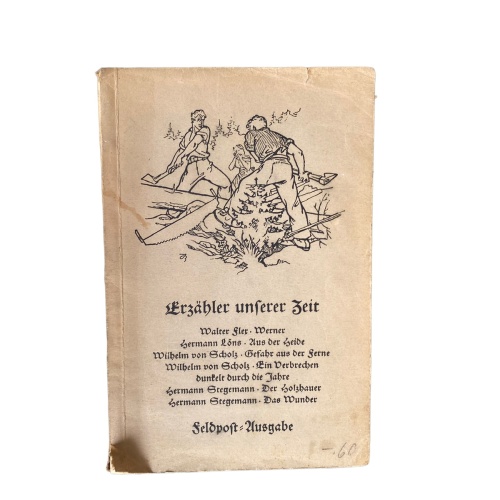 Erzähler unserer Zeit
Walter Flex · Werner
Hermann Löns · Aus der Heide
Wilhelm von Scholz · Gefahr aus der Ferne
Wilhelm von Scholz · Ein Verbrechen
dunkelt durch die Jahre
Hermann Stegemann · Der Holzhauer
Hermann Stegemann · Das Wunder
Feldpost=Ausgabe
-.60